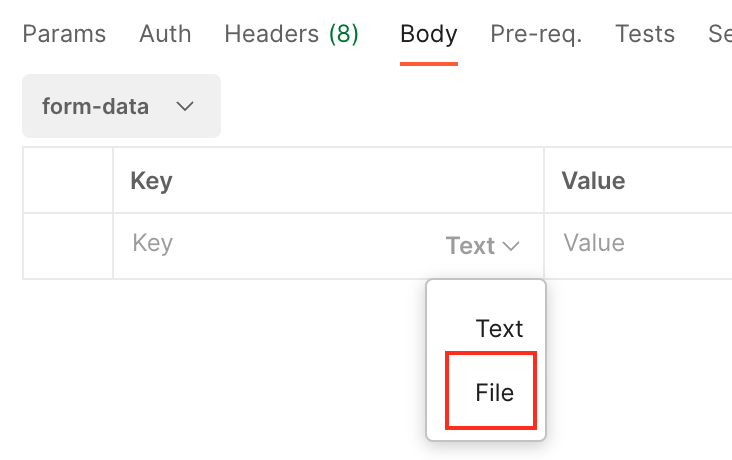 Params Auth Headers (8) Body Pre-req. Tests Se
form-data
Key Value
Key Text Value
Text
File